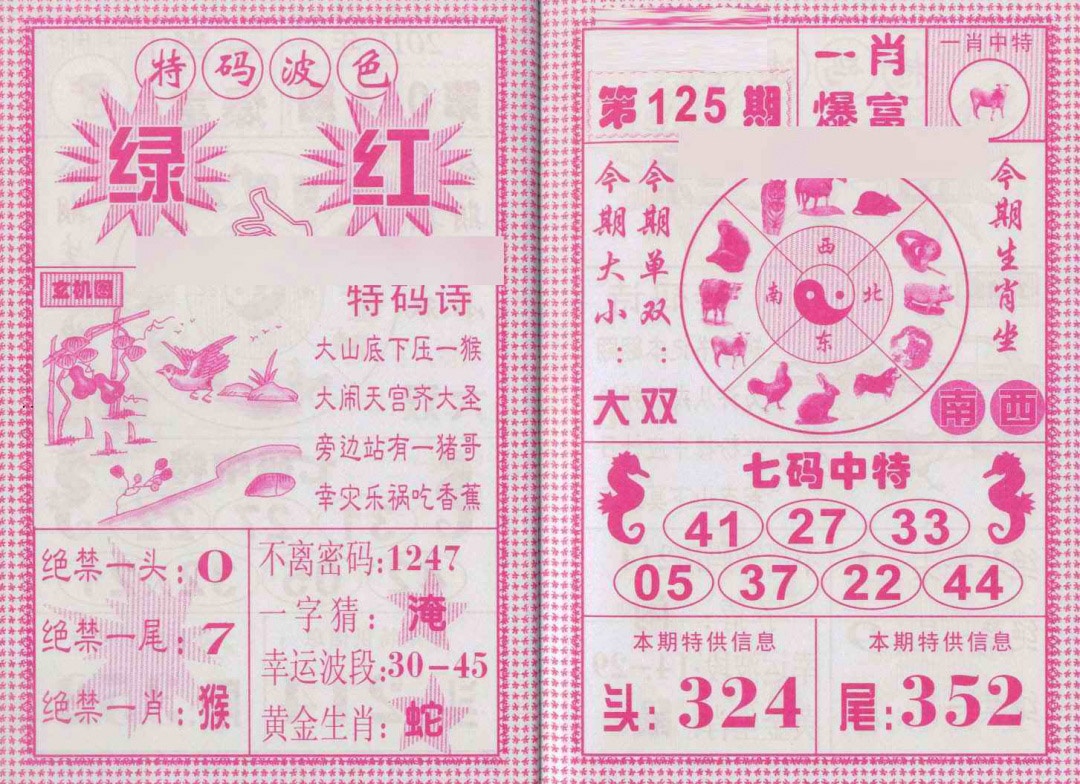 特码波色
绿 红
玄机图
特码诗
大山底下压一猴
大闹天宫齐大圣
旁边站有一猪哥
幸灾乐祸吃香蕉
绝禁一头:0
绝禁一尾:7
绝禁一肖:猴
不离密码:1247
一字猜:淹
幸运波段:30-45
黄金生肖:蛇
第125期
一肖
爆富
一肖中特
今期大小:大
今期单双:双
西
南 北
东
今期生肖坐
南 西
七码中特
41 27 33
05 37 22 44
本期特供信息
头:324
本期特供信息
尾:352